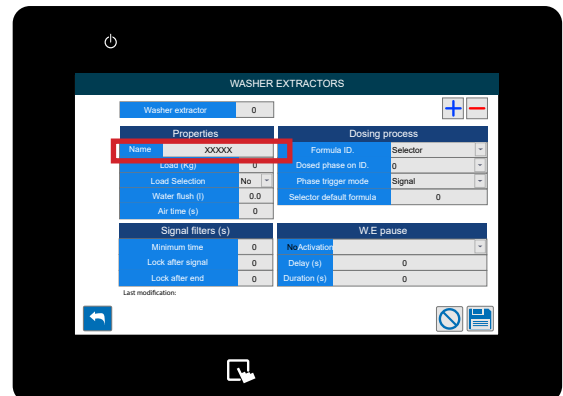 WASHER EXTRACTORS
Washer extractor 0
Properties
Name XXXXX
Load (Kg) 0
Load Selection No
Water flush (l) 0.0
Air time (s) 0
Dosing process
Formula ID. Selector
Dosed phase on ID. 0
Phase trigger mode Signal
Selector default formula 0
Signal filters (s)
Minimum time 0
Lock after signal 0
Lock after end 0
W.E pause
NoActivation
Delay (s) 0
Duration (s) 0
Last modification: